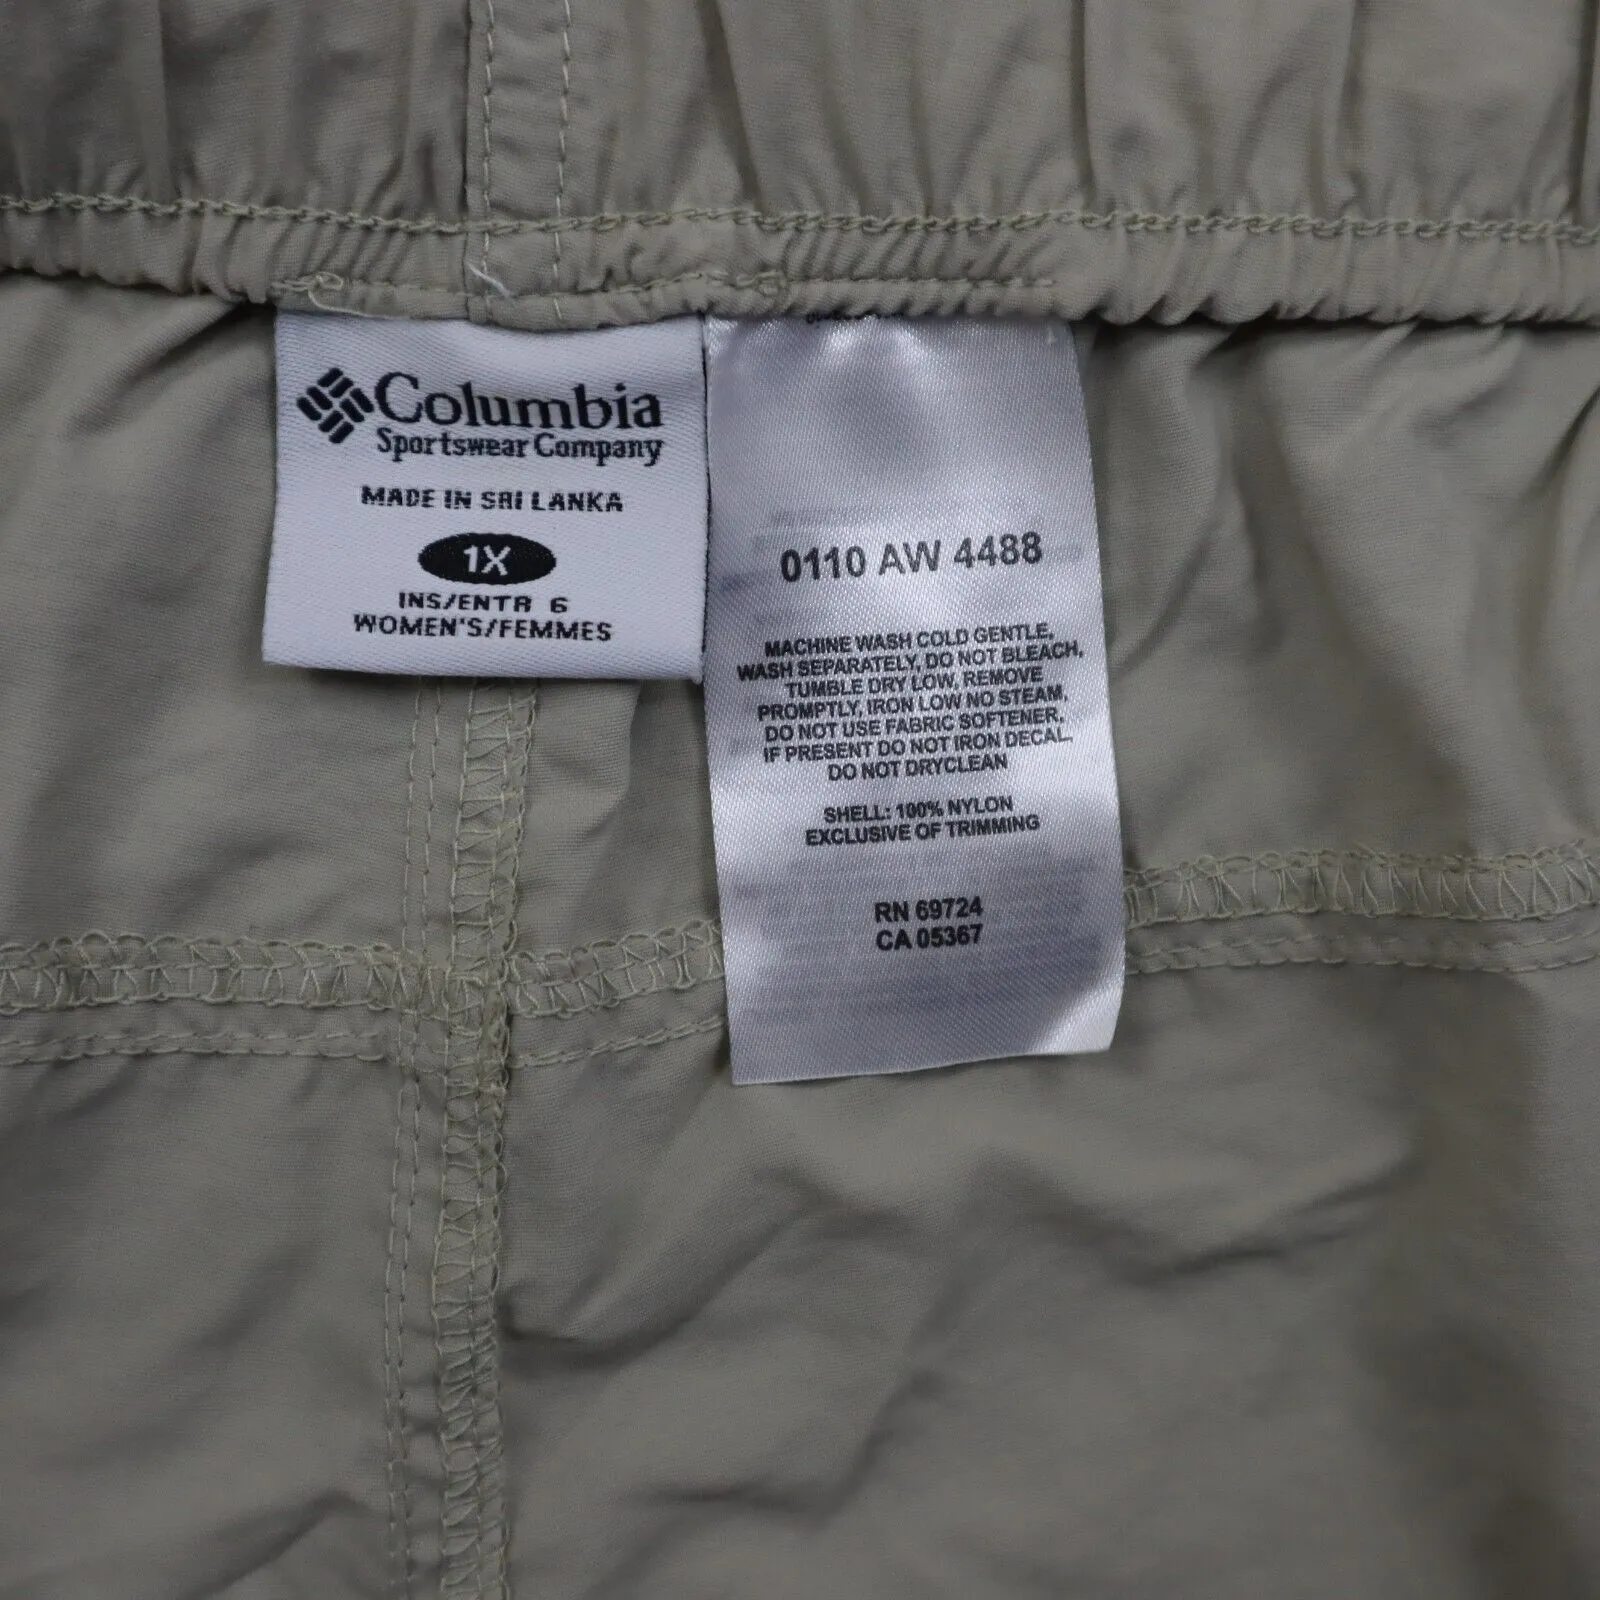 Columbia
Sportswear Company
MADE IN SRI LANKA
1X
INS/ENTR 6
WOMEN'S/FEMMES
0110 AW 4488
MACHINE WASH COLD GENTLE,
WASH SEPARATELY, DO NOT BLEACH,
TUMBLE DRY LOW, REMOVE
PROMPTLY, IRON LOW NO STEAM,
DO NOT USE FABRIC SOFTENER,
IF PRESENT DO NOT IRON DECAL,
DO NOT DRYCLEAN
SHELL: 100% NYLON
EXCLUSIVE OF TRIMMING
RN 69724
CA 05367